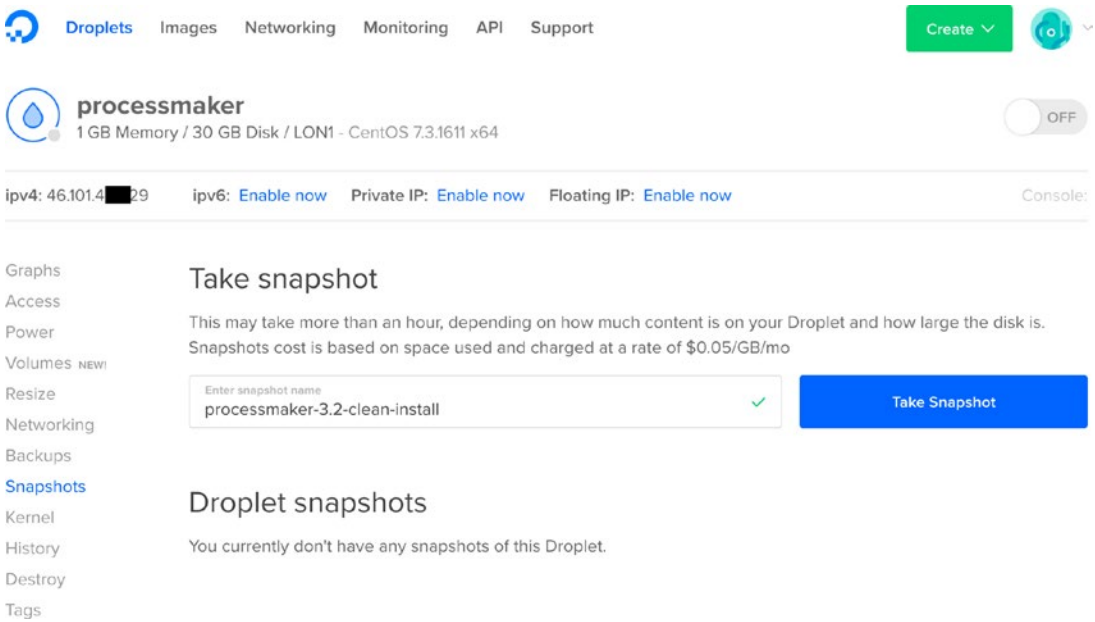 Droplets Images Networking Monitoring API Support Create
processmaker
1 GB Memory / 30 GB Disk / LON1 - CentOS 7.3.1611 x64
OFF
ipv4: 46.101.4 29 ipv6: Enable now Private IP: Enable now Floating IP: Enable now Console:
Graphs
Access
Power
Volumes NEW!
Resize
Networking
Backups
Snapshots
Kernel
History
Destroy
Tags
Take snapshot
This may take more than an hour, depending on how much content is on your Droplet and how large the disk is.
Snapshots cost is based on space used and charged at a rate of $0.05/GB/mo
Enter snapshot name
processmaker-3.2-clean-install
Take Snapshot
Droplet snapshots
You currently don't have any snapshots of this Droplet.